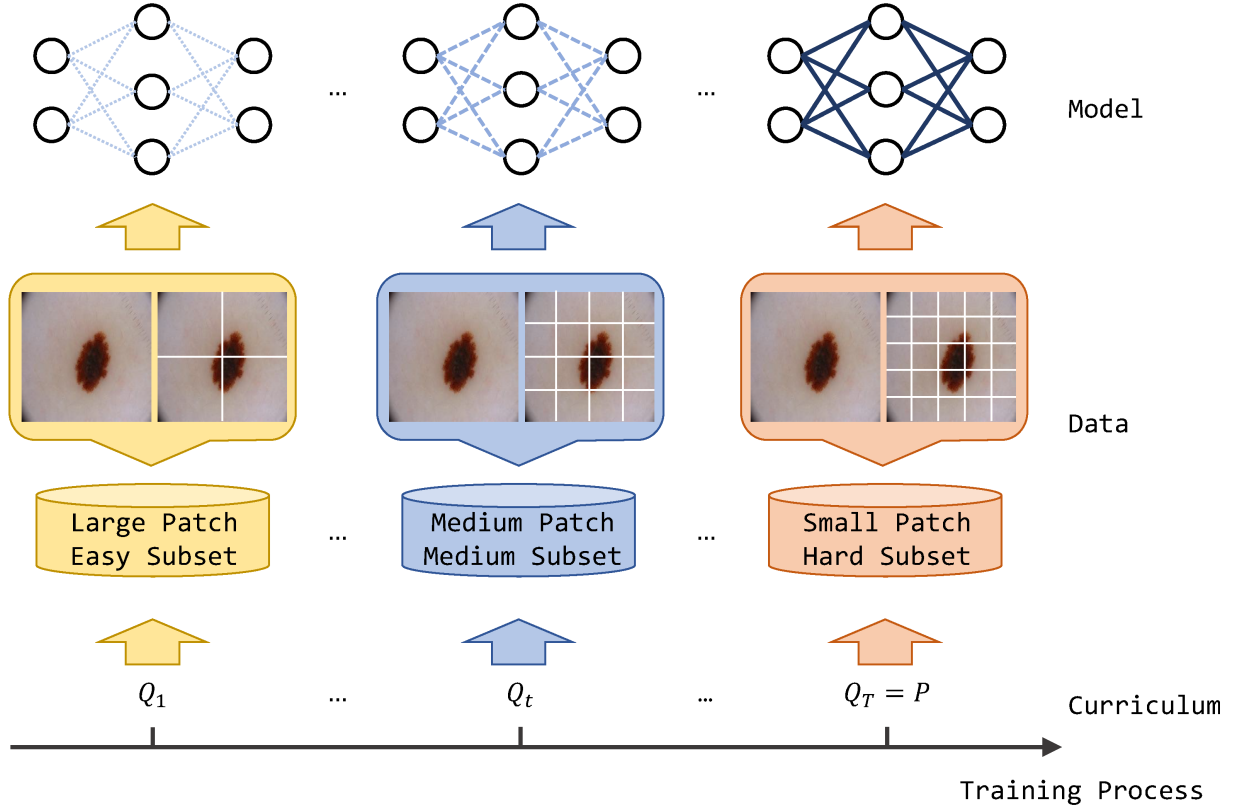 ... ... Model
Data
Large Patch
Easy Subset
...
Medium Patch
Medium Subset
...
Small Patch
Hard Subset
Q₁ ... Qₜ ... Q_T = P Curriculum
Training Process